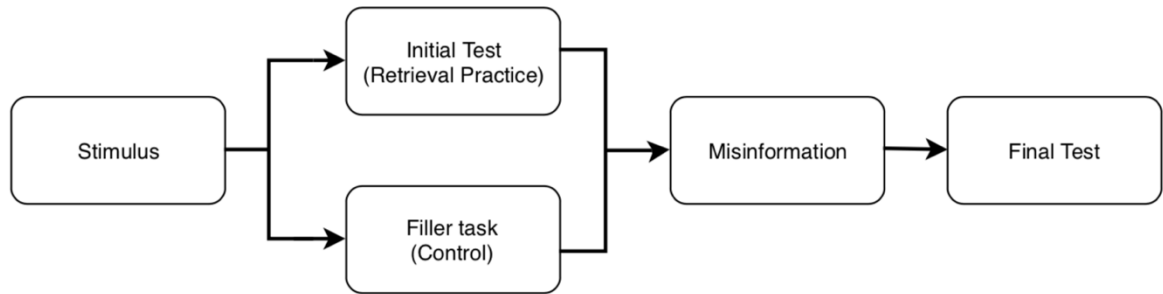 Stimulus
Initial Test
(Retrieval Practice)
Filler task
(Control)
Misinformation
Final Test